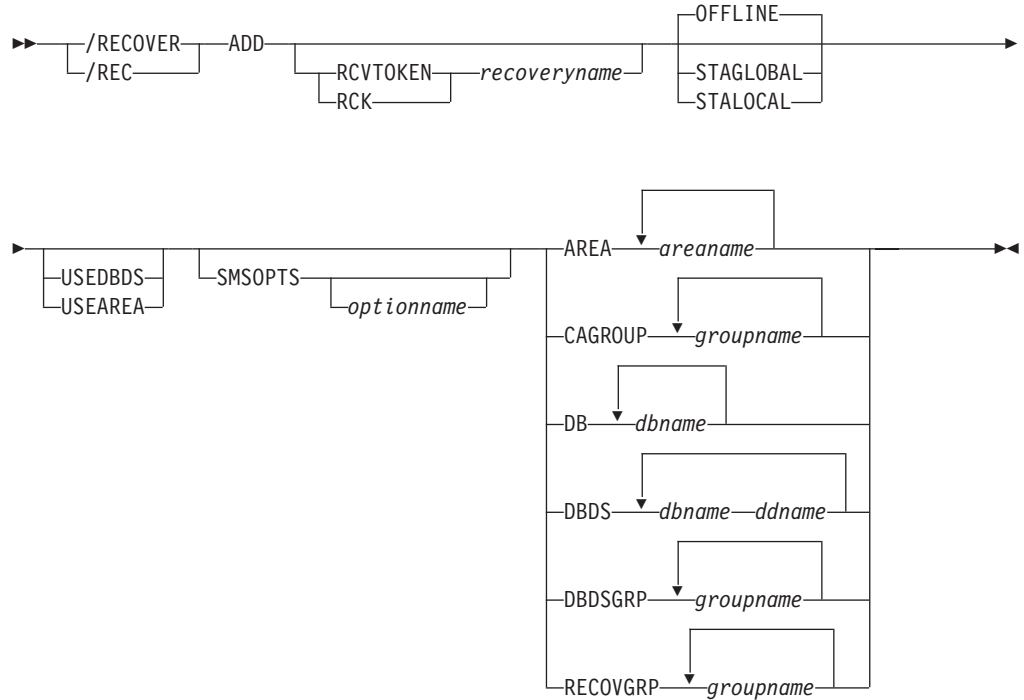 OFFLINE
/RECOVER ADD
/REC RCVTOKEN recoveryname STAGLOBAL
RCK STALOCAL
AREA areaname
USEDBDS SMSOPTS
USEAREA optionname
CAGROUP groupname
DB dbname
DBDS dbname ddname
DBDSGRP groupname
RECOVGRP groupname